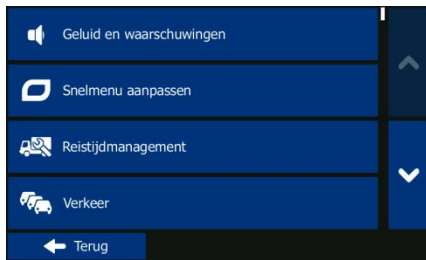 Geluid en waarschuwingen
Snelmenu aanpassen
Reistijdmanagement
Verkeer
Terug